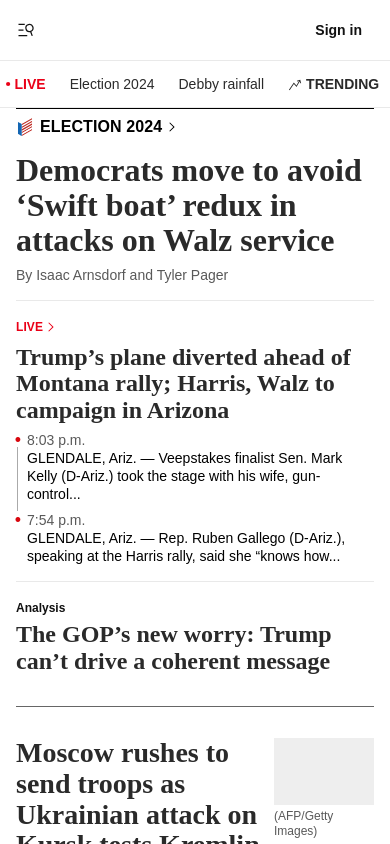 Sign in
LIVE Election 2024 Debby rainfall TRENDING
ELECTION 2024
Democrats move to avoid
‘Swift boat’ redux in
attacks on Walz service
By Isaac Arnsdorf and Tyler Pager
LIVE
Trump’s plane diverted ahead of
Montana rally; Harris, Walz to
campaign in Arizona
8:03 p.m.
GLENDALE, Ariz. — Veepstakes finalist Sen. Mark
Kelly (D-Ariz.) took the stage with his wife, gun-
control...
7:54 p.m.
GLENDALE, Ariz. — Rep. Ruben Gallego (D-Ariz.),
speaking at the Harris rally, said she “knows how...
Analysis
The GOP’s new worry: Trump
can’t drive a coherent message
Moscow rushes to
send troops as
Ukrainian attack on
Kursk tests Kremlin
(AFP/Getty
Images)